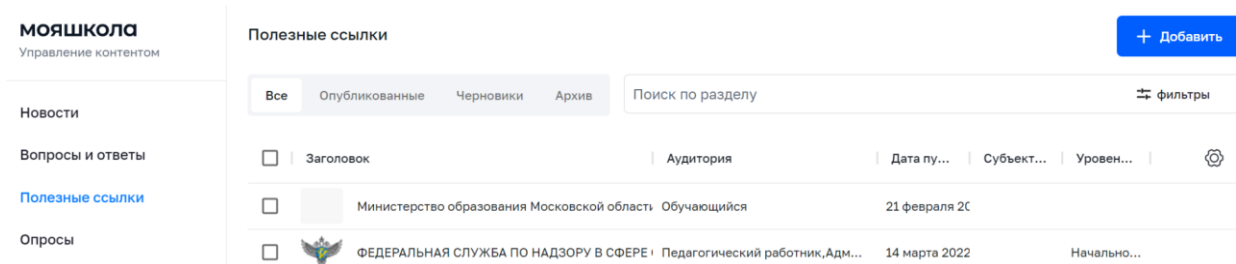 мояшкола
Управление контентом
Новости
Вопросы и ответы
Полезные ссылки
Опросы
Полезные ссылки
+ Добавить
Все Опубликованные Черновики Архив
Поиск по разделу
фильтры
Заголовок Аудитория Дата пу... Субъект... Уровен...
Министерство образования Московской области Обучающийся 21 февраля
ФЕДЕРАЛЬНАЯ СЛУЖБА ПО НАДЗОРУ В СФЕРЕ Педагогический работник,Адм... 14 марта 2022 Начально...